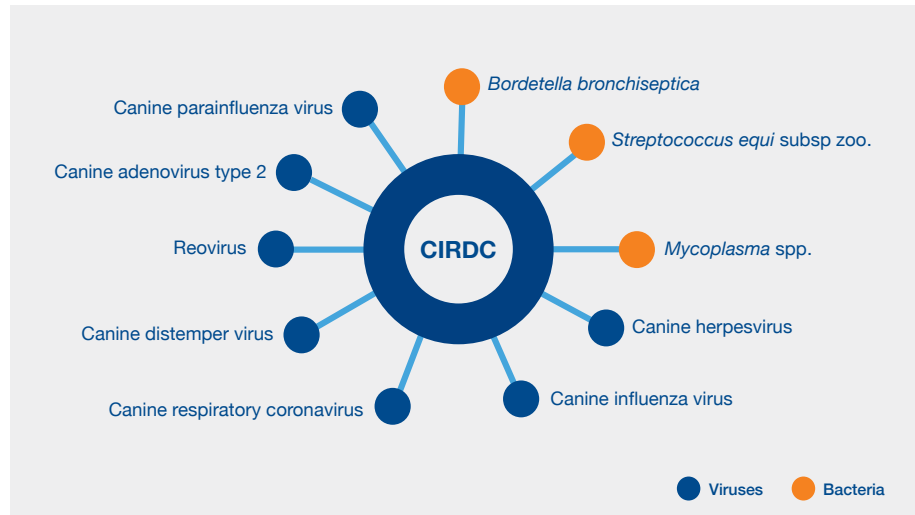 Bordetella bronchiseptica
Canine parainfluenza virus
Streptococcus equi subsp zoo.
Canine adenovirus type 2
Reovirus
CIRDC
Mycoplasma spp.
Canine distemper virus
Canine herpesvirus
Canine respiratory coronavirus
Canine influenza virus
Viruses
Bacteria